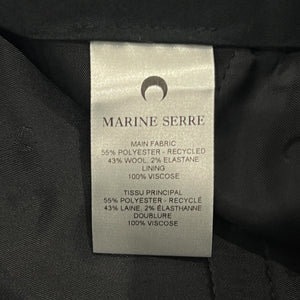 MARINE SERRE
MAIN FABRIC
55% POLYESTER - RECYCLED
43% WOOL, 2% ELASTANE
LINING
100% VISCOSE
TISSU PRINCIPAL
55% POLYESTER - RECYCLÉ
43% LAINE, 2% ÉLASTHANNE
DOUBLURE
100% VISCOSE